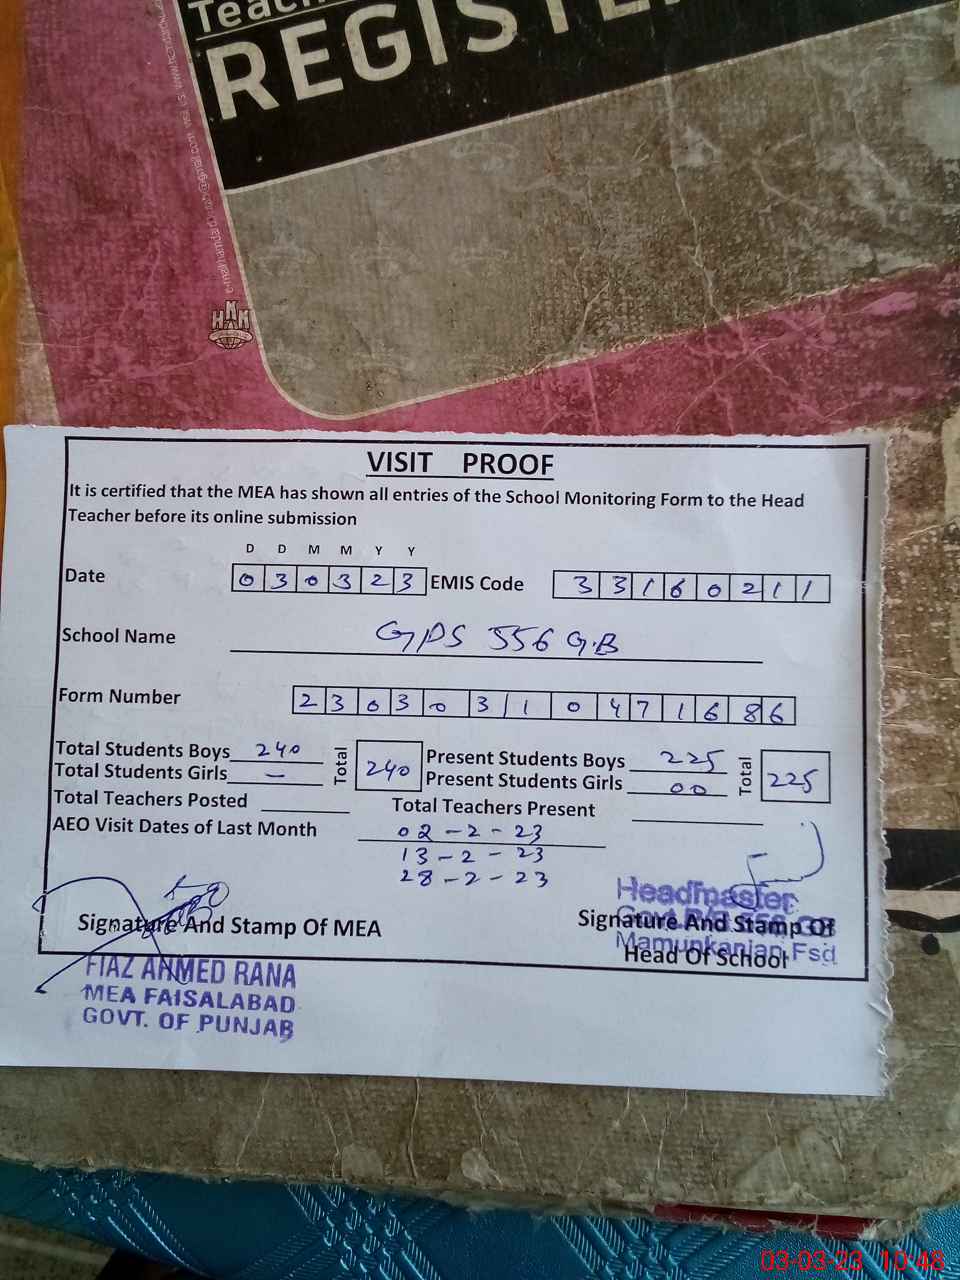 Teach
REGISTER
HKK
VISIT PROOF
It is certified that the MEA has shown all entries of the School Monitoring Form to the Head
Teacher before its online submission
D D M M Y Y
Date 0 3 0 3 2 3 EMIS Code 3 3 1 6 0 2 1 1
School Name GPS 556 G.B
Form Number 2 3 0 3 0 3 1 0 4 7 1 6 8 6
Total Students Boys 240 Total 240 Present Students Boys 225 Total 225
Total Students Girls — Present Students Girls 00
Total Teachers Posted Total Teachers Present
AEO Visit Dates of Last Month 02-2-23
13-2-23
28-2-23
Headmaster
Signature And Stamp Of MEA Signature And Stamp Of
Mamunkanjan Fsd
Head Of School
FIAZ AHMED RANA
MEA FAISALABAD
GOVT. OF PUNJAB
03-03-23 10:48